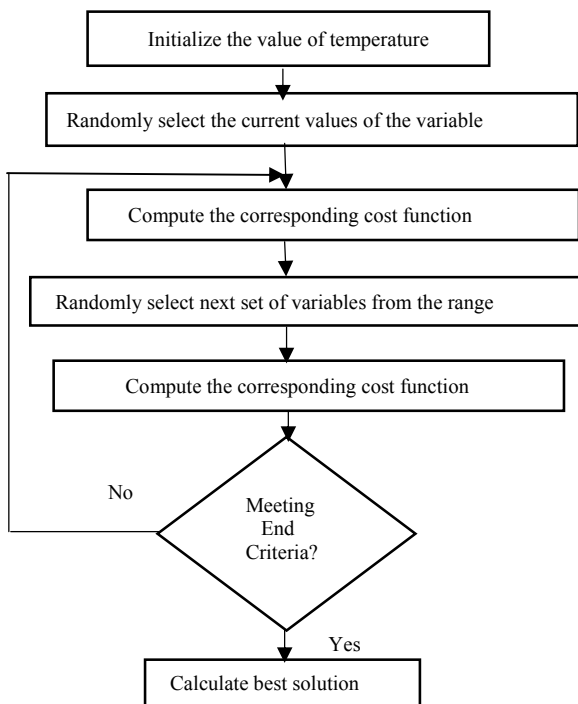 Initialize the value of temperature
Randomly select the current values of the variable
Compute the corresponding cost function
Randomly select next set of variables from the range
Compute the corresponding cost function
No
Meeting
End
Criteria?
Yes
Calculate best solution